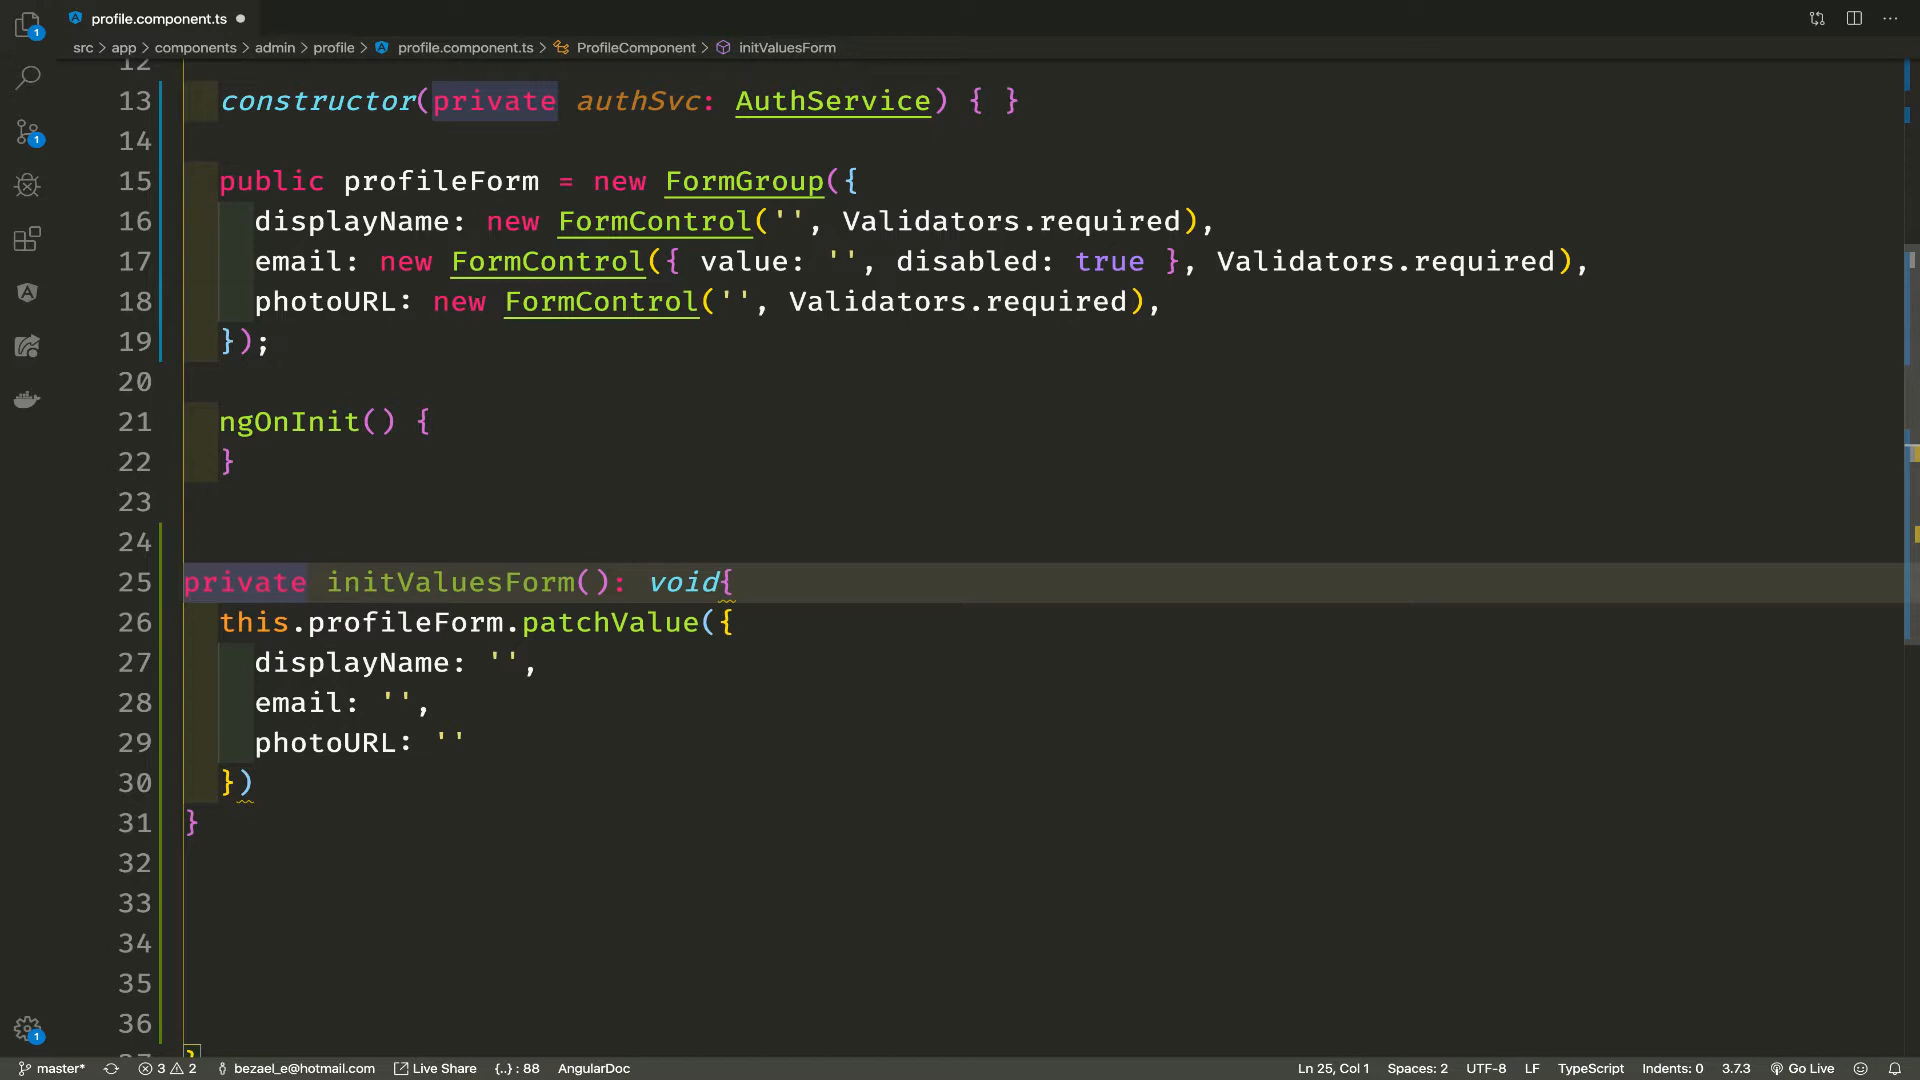 profile.component.ts
src > app > components > admin > profile > profile.component.ts > ProfileComponent > initValuesForm
12
13 constructor(private authSvc: AuthService) { }
14
15 public profileForm = new FormGroup({
16 displayName: new FormControl('', Validators.required),
17 email: new FormControl({ value: '', disabled: true }, Validators.required),
18 photoURL: new FormControl('', Validators.required),
19 });
20
21 ngOnInit() {
22 }
23
24
25 private initValuesForm(): void{
26 this.profileForm.patchValue({
27 displayName: '',
28 email: '',
29 photoURL: ''
30 })
31 }
32
33
34
35
36
37 }
1
1
1
master* 3 2 bezael_e@hotmail.com Live Share {..} : 88 AngularDoc Ln 25, Col 1 Spaces: 2 UTF-8 LF TypeScript Indents: 0 3.7.3 Go Live